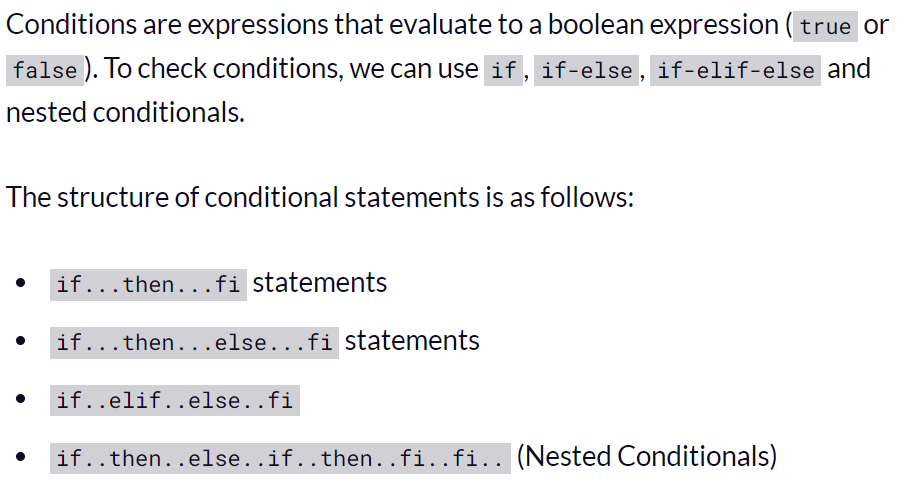 Conditions are expressions that evaluate to a boolean expression (true or
false). To check conditions, we can use if, if-else, if-elif-else and
nested conditionals.
The structure of conditional statements is as follows:
• if...then...fi statements
• if...then...else...fi statements
• if..elif..else..fi
• if..then..else..if..then..fi..fi.. (Nested Conditionals)